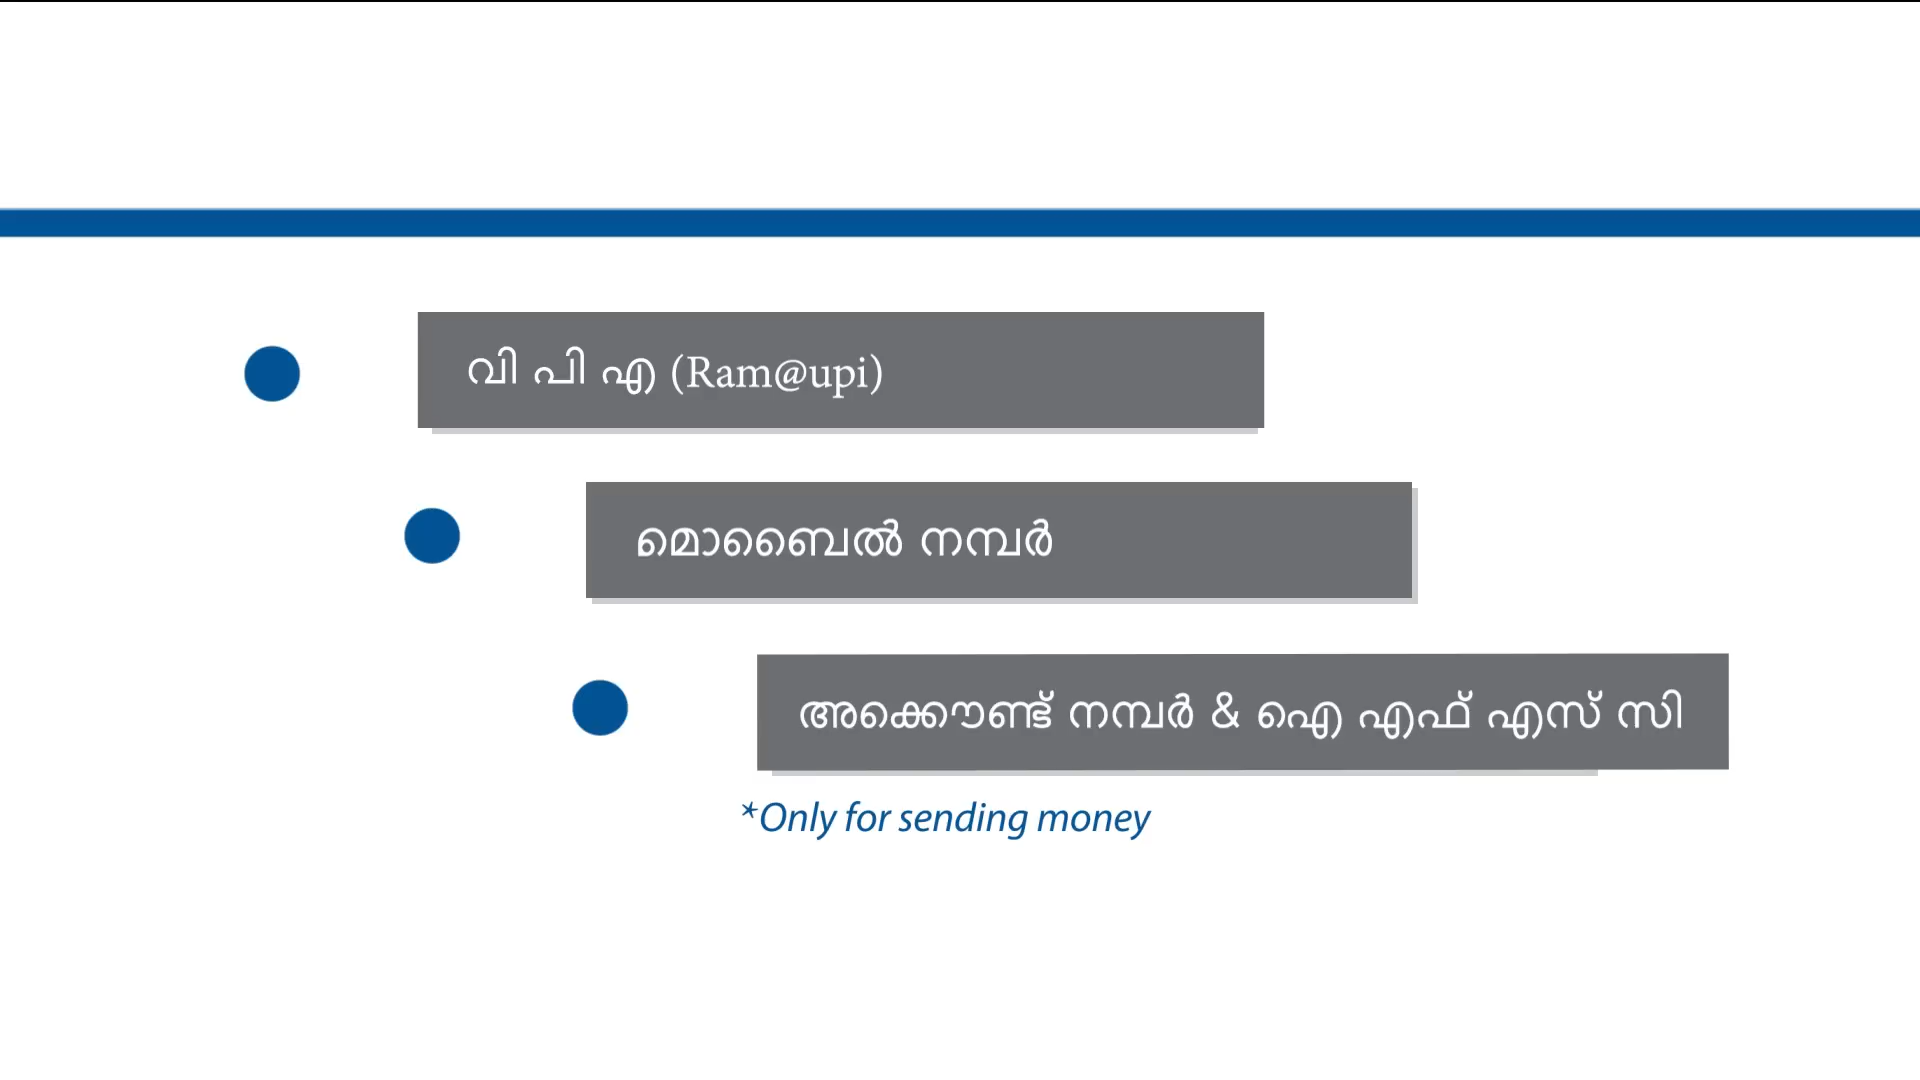 വി പി എ (Ram@upi)
മൊബൈൽ നമ്പർ
അക്കൌണ്ട് നമ്പർ & ഐ എഫ് എസ് സി
*Only for sending money